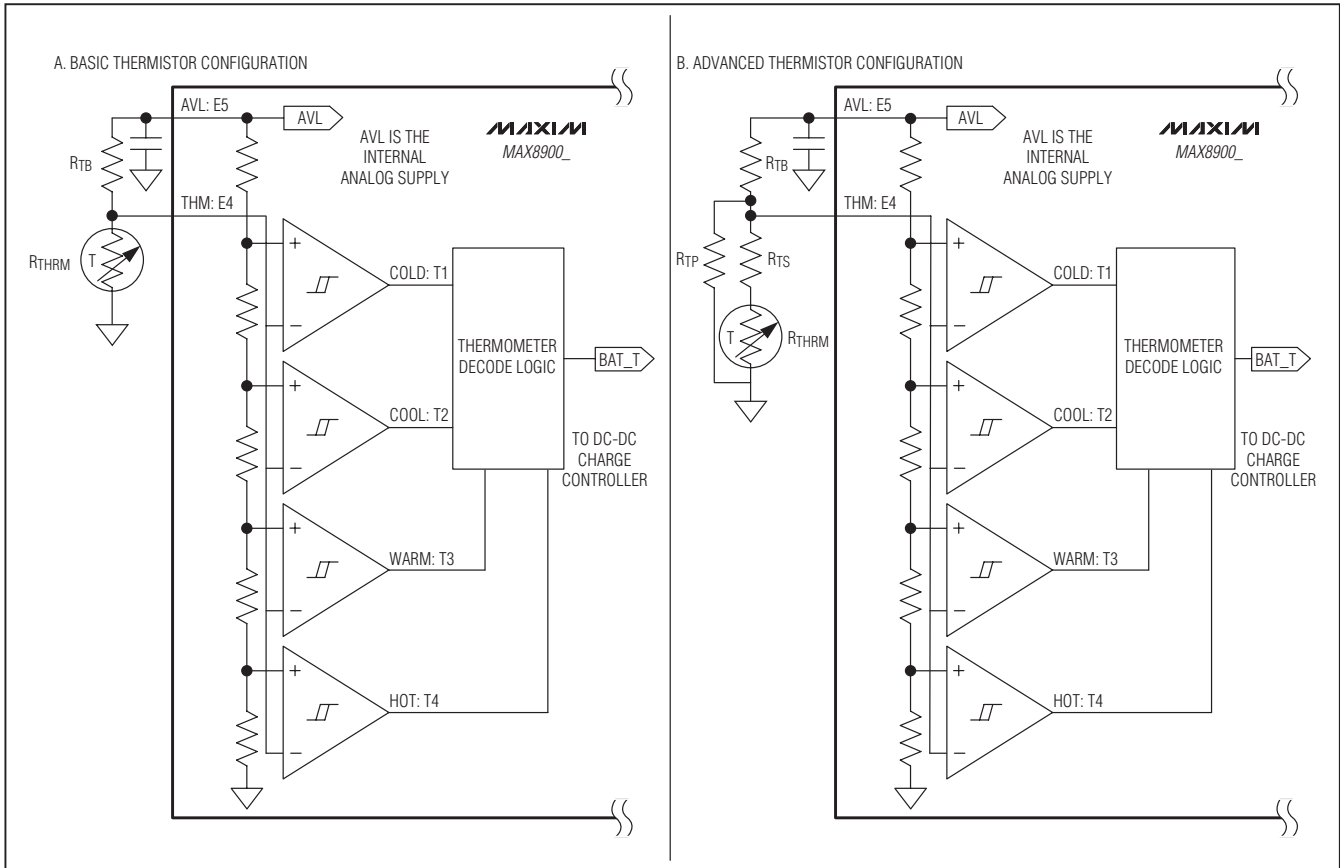 A. BASIC THERMISTOR CONFIGURATION
AVL: E5
AVL
AVL IS THE
INTERNAL
ANALOG SUPPLY
MAXIM
MAX8900_
RTB
THM: E4
T
RTHRM
+
−
COLD: T1
+
−
COOL: T2
+
−
WARM: T3
+
−
HOT: T4
THERMOMETER
DECODE LOGIC
BAT_T
TO DC-DC
CHARGE
CONTROLLER
B. ADVANCED THERMISTOR CONFIGURATION
AVL: E5
AVL
AVL IS THE
INTERNAL
ANALOG SUPPLY
MAXIM
MAX8900_
RTB
THM: E4
RTP
RTS
T
RTHRM
+
−
COLD: T1
+
−
COOL: T2
+
−
WARM: T3
+
−
HOT: T4
THERMOMETER
DECODE LOGIC
BAT_T
TO DC-DC
CHARGE
CONTROLLER